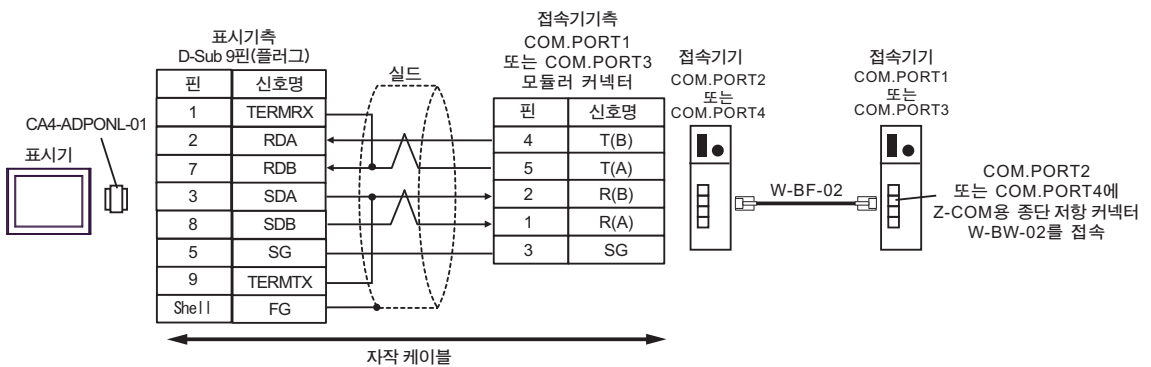 CA4-ADPONL-01
표시기
표시기측
D-Sub 9핀(플러그)
핀 신호명
1 TERMRX
2 RDA
7 RDB
3 SDA
8 SDB
5 SG
9 TERMTX
Shell FG
실드
접속기기측
COM.PORT1
또는 COM.PORT3
모듈러 커넥터
핀 신호명
4 T(B)
5 T(A)
2 R(B)
1 R(A)
3 SG
자작 케이블
접속기기
COM.PORT2
또는
COM.PORT4
W-BF-02
접속기기
COM.PORT1
또는
COM.PORT3
COM.PORT2
또는 COM.PORT4에
Z-COM용 종단 저항 커넥터
W-BW-02를 접속